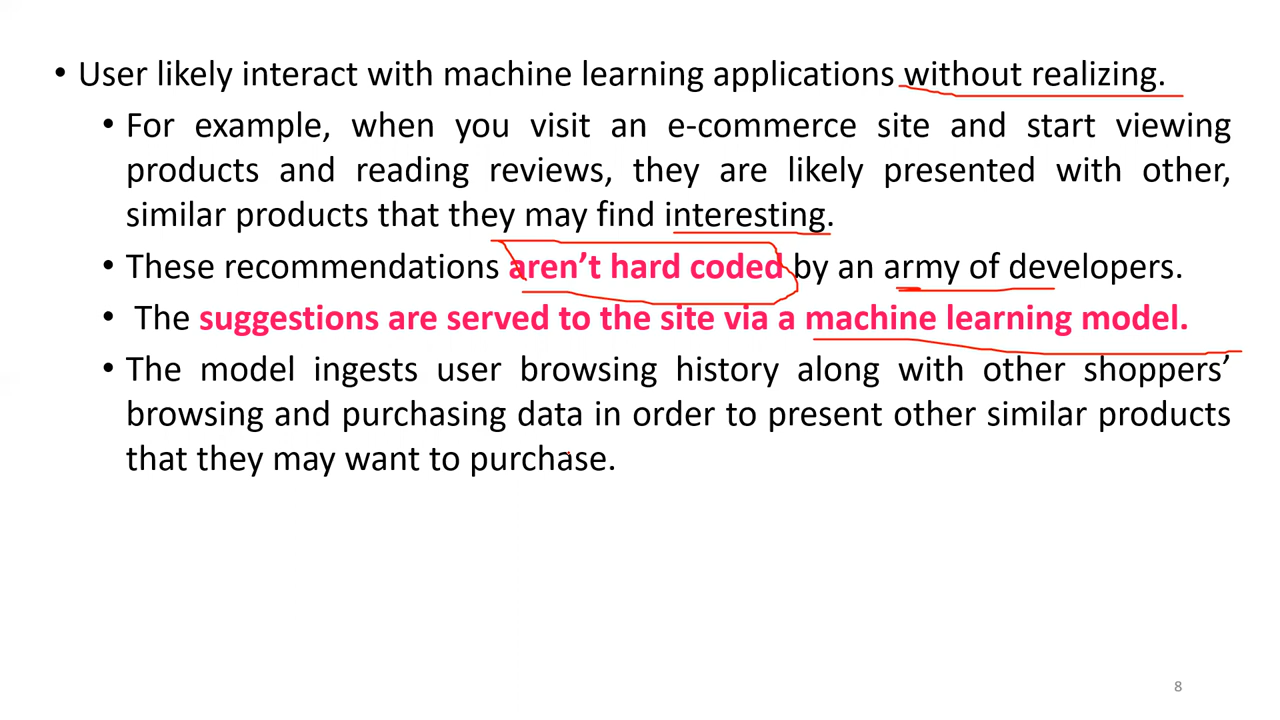 • User likely interact with machine learning applications without realizing.
• For example, when you visit an e-commerce site and start viewing
products and reading reviews, they are likely presented with other,
similar products that they may find interesting.
• These recommendations aren’t hard coded by an army of developers.
• The suggestions are served to the site via a machine learning model.
• The model ingests user browsing history along with other shoppers’
browsing and purchasing data in order to present other similar products
that they may want to purchase.
8